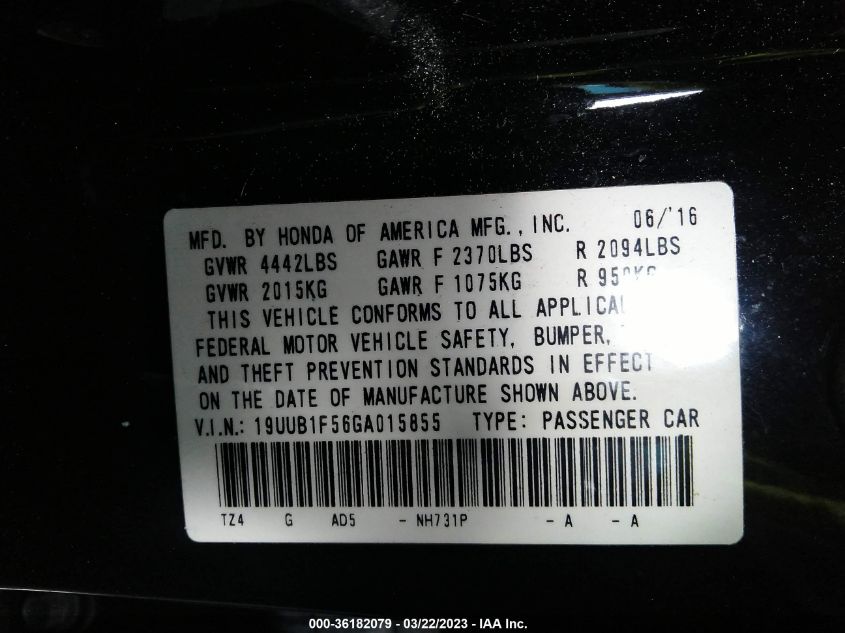 MFD. BY HONDA OF AMERICA MFG., INC. 06/'16
GVWR 4442LBS GAWR F 2370LBS R 2094LBS
GVWR 2015KG GAWR F 1075KG R
THIS VEHICLE CONFORMS TO ALL
FEDERAL MOTOR VEHICLE SAFETY, BUMPER,
AND THEFT PREVENTION STANDARDS IN EFFECT
ON THE DATE OF MANUFACTURE SHOWN ABOVE.
V.I.N.: 19UUB1F56GA015855 TYPE: PASSENGER CAR
TZ4 G AD5 - NH731P - A - A
000-36182079 - 03/22/2023 - IAA Inc.